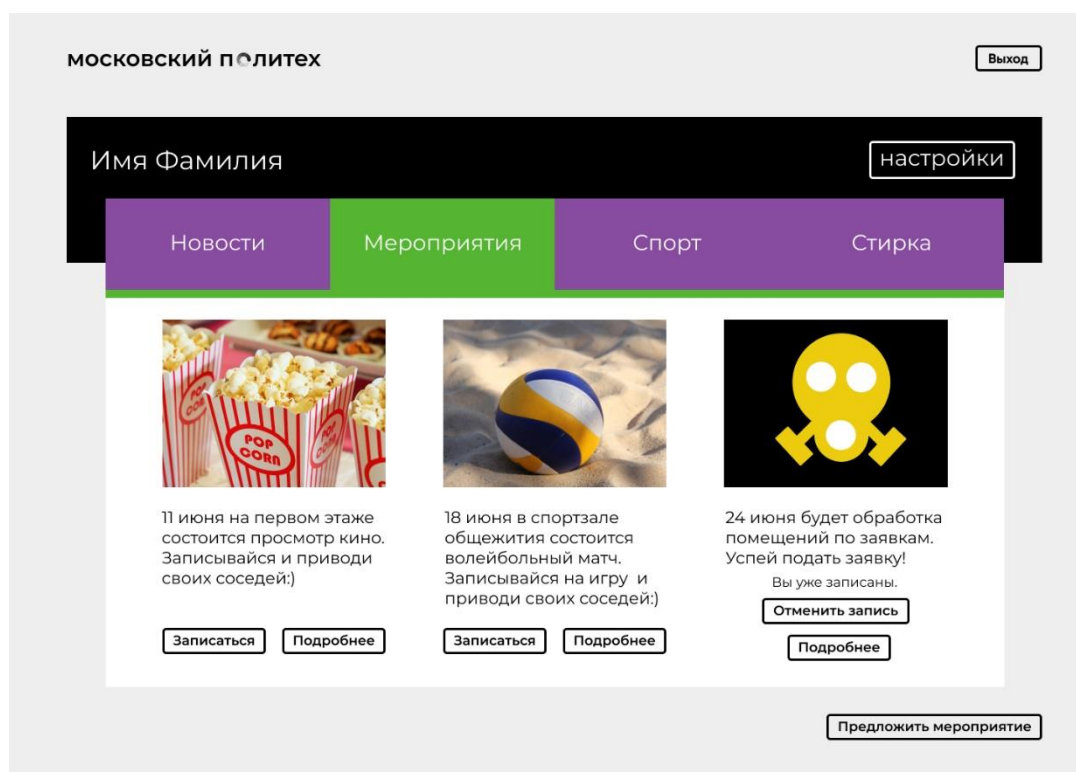 московский политех
Выход
Имя Фамилия
настройки
Новости
Мероприятия
Спорт
Стирка
POP
CORN
11 июня на первом этаже
состоится просмотр кино.
Записывайся и приводи
своих соседей:)
Записаться
Подробнее
18 июня в спортзале
общежития состоится
волейбольный матч.
Записывайся на игру и
приводи своих соседей:)
Записаться
Подробнее
24 июня будет обработка
помещений по заявкам.
Успей подать заявку!
Вы уже записаны.
Отменить запись
Подробнее
Предложить мероприятие